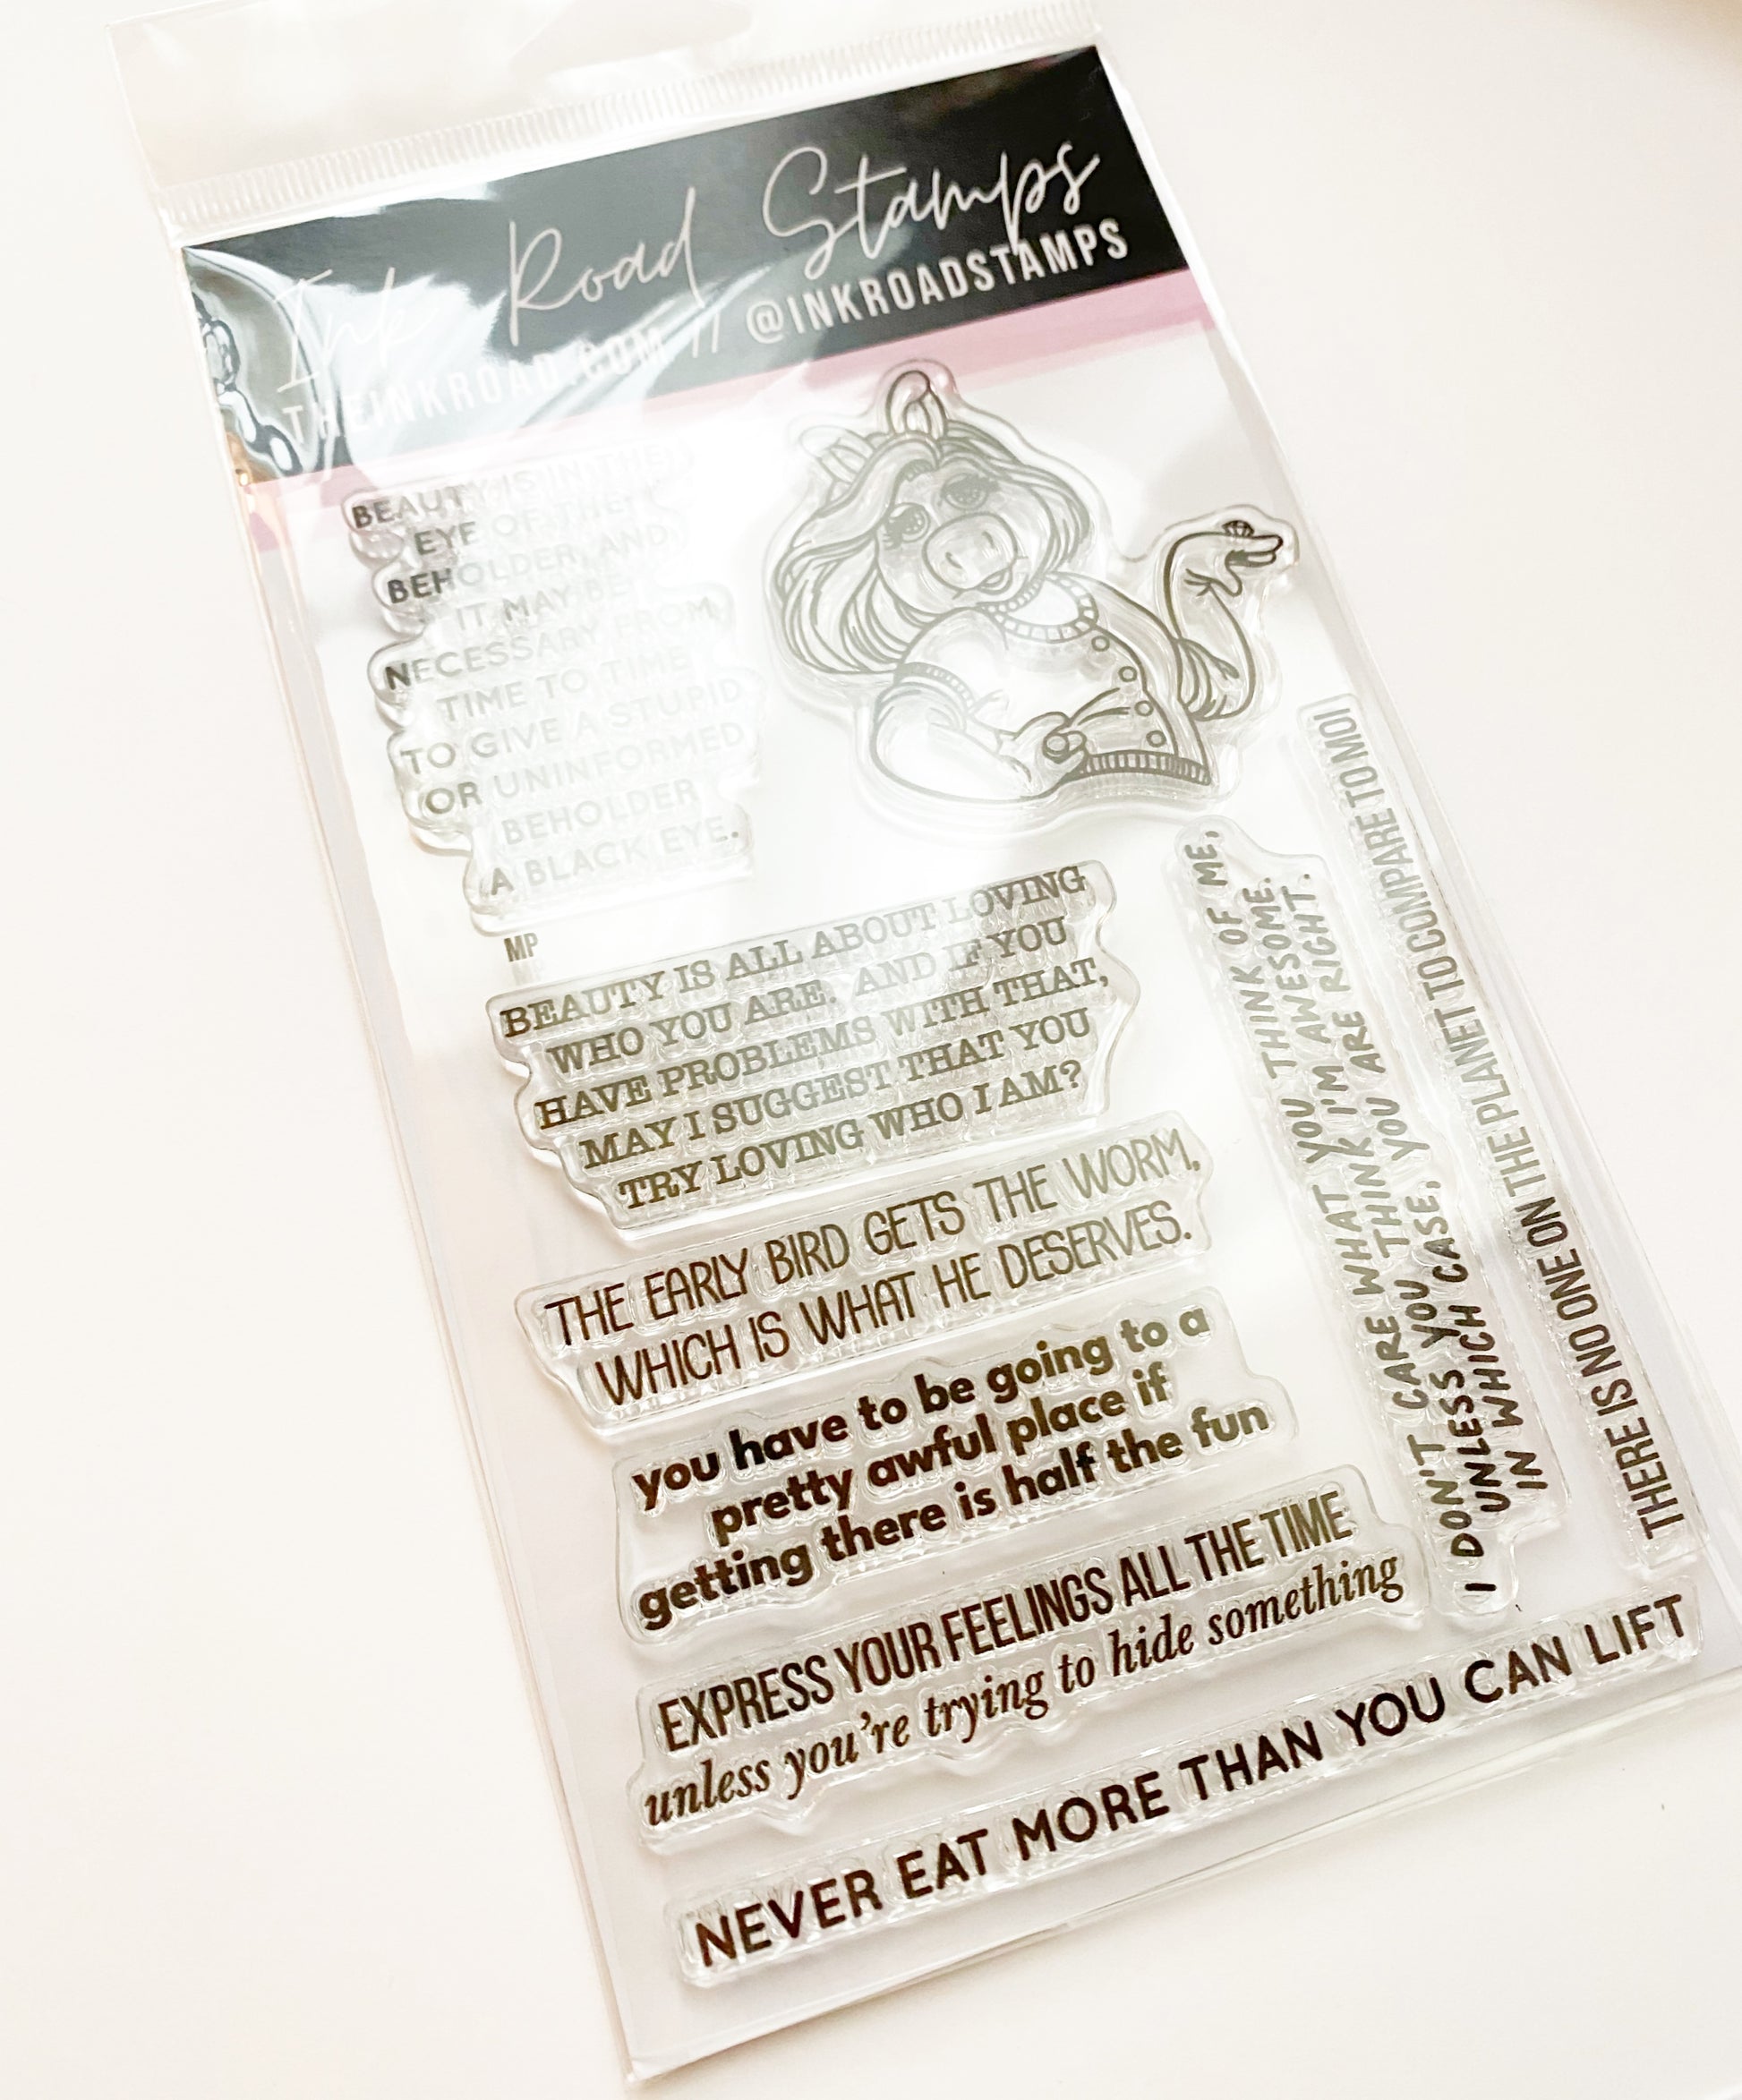 Ink Road Stamps
THEINKROAD.COM // @INKROADSTAMPS
BEAUTY IS IN THE
EYE OF THE
BEHOLDER, AND
IT MAY BE
NECESSARY FROM
TIME TO TIME
TO GIVE A STUPID
OR UNINFORMED
BEHOLDER
A BLACK EYE.
MP
BEAUTY IS ALL ABOUT LOVING
WHO YOU ARE. AND IF YOU
HAVE PROBLEMS WITH THAT,
MAY I SUGGEST THAT YOU
TRY LOVING WHO I AM?
THE EARLY BIRD GETS THE WORM,
WHICH IS WHAT HE DESERVES.
you have to be going to a
pretty awful place if
getting there is half the fun
EXPRESS YOUR FEELINGS ALL THE TIME
unless you're trying to hide something
NEVER EAT MORE THAN YOU CAN LIFT
I DON'T CARE WHAT YOU THINK OF ME,
UNLESS YOU THINK I'M AWESOME.
IN WHICH CASE, YOU ARE RIGHT.
THERE IS NO ONE ON THE PLANET TO COMPARE TO MOI